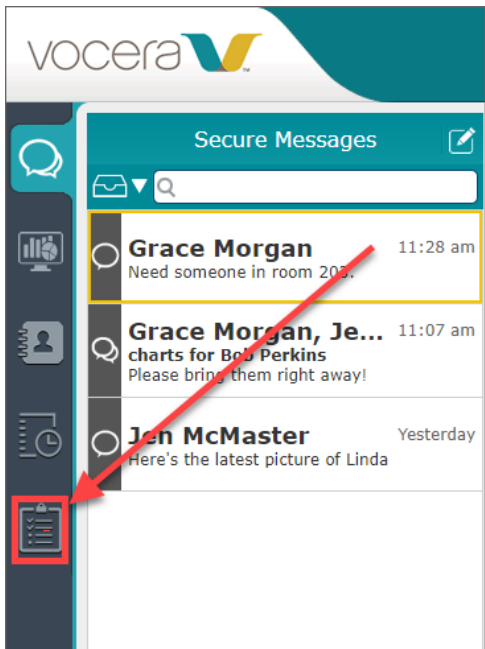 vocera
Secure Messages
Grace Morgan 11:28 am
Need someone in room 203.
Grace Morgan, Je... 11:07 am
charts for Bob Perkins
Please bring them right away!
Jen McMaster Yesterday
Here's the latest picture of Linda